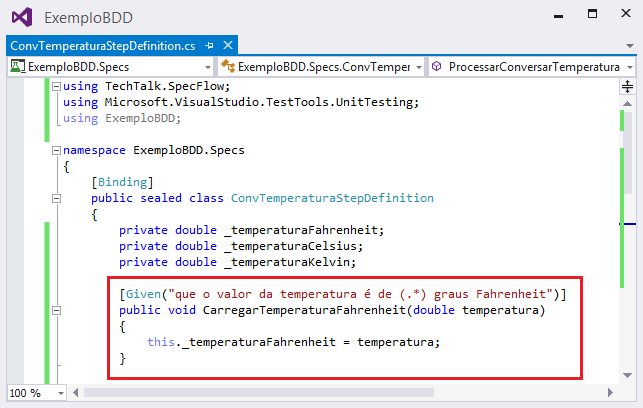 ExemploBDD
ConvTemperaturaStepDefinition.cs
ExemploBDD.Specs ExemploBDD.Specs.ConvTemper ProcessarConversarTemperatura
using TechTalk.SpecFlow;
using Microsoft.VisualStudio.TestTools.UnitTesting;
using ExemploBDD;
namespace ExemploBDD.Specs
{
[Binding]
public sealed class ConvTemperaturaStepDefinition
{
private double _temperaturaFahrenheit;
private double _temperaturaCelsius;
private double _temperaturaKelvin;
[Given("que o valor da temperatura é de (.*) graus Fahrenheit")]
public void CarregarTemperaturaFahrenheit(double temperatura)
{
this._temperaturaFahrenheit = temperatura;
}
100 %